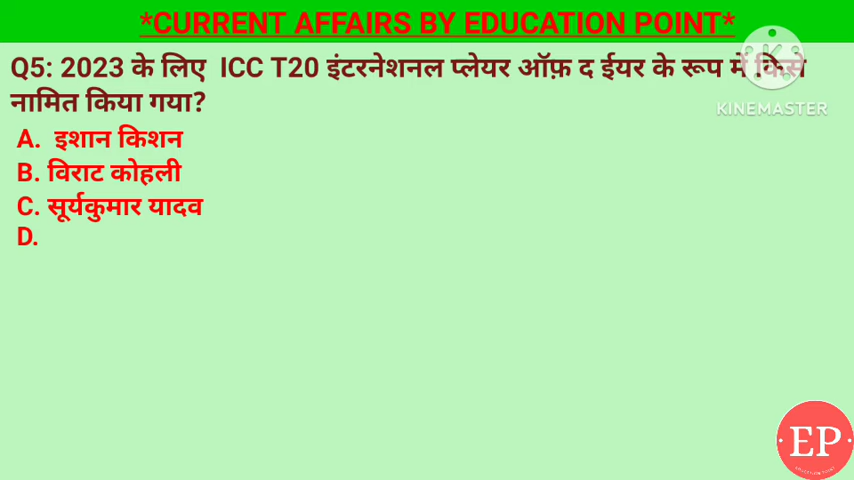 *CURRENT AFFAIRS BY EDUCATION POINT*
Q5: 2023 के लिए ICC T20 इंटरनेशनल प्लेयर ऑफ़ द ईयर के रूप में किसे
नामित किया गया?
KINEMASTER
A. इशान किशन
B. विराट कोहली
C. सूर्यकुमार यादव
D.
EP